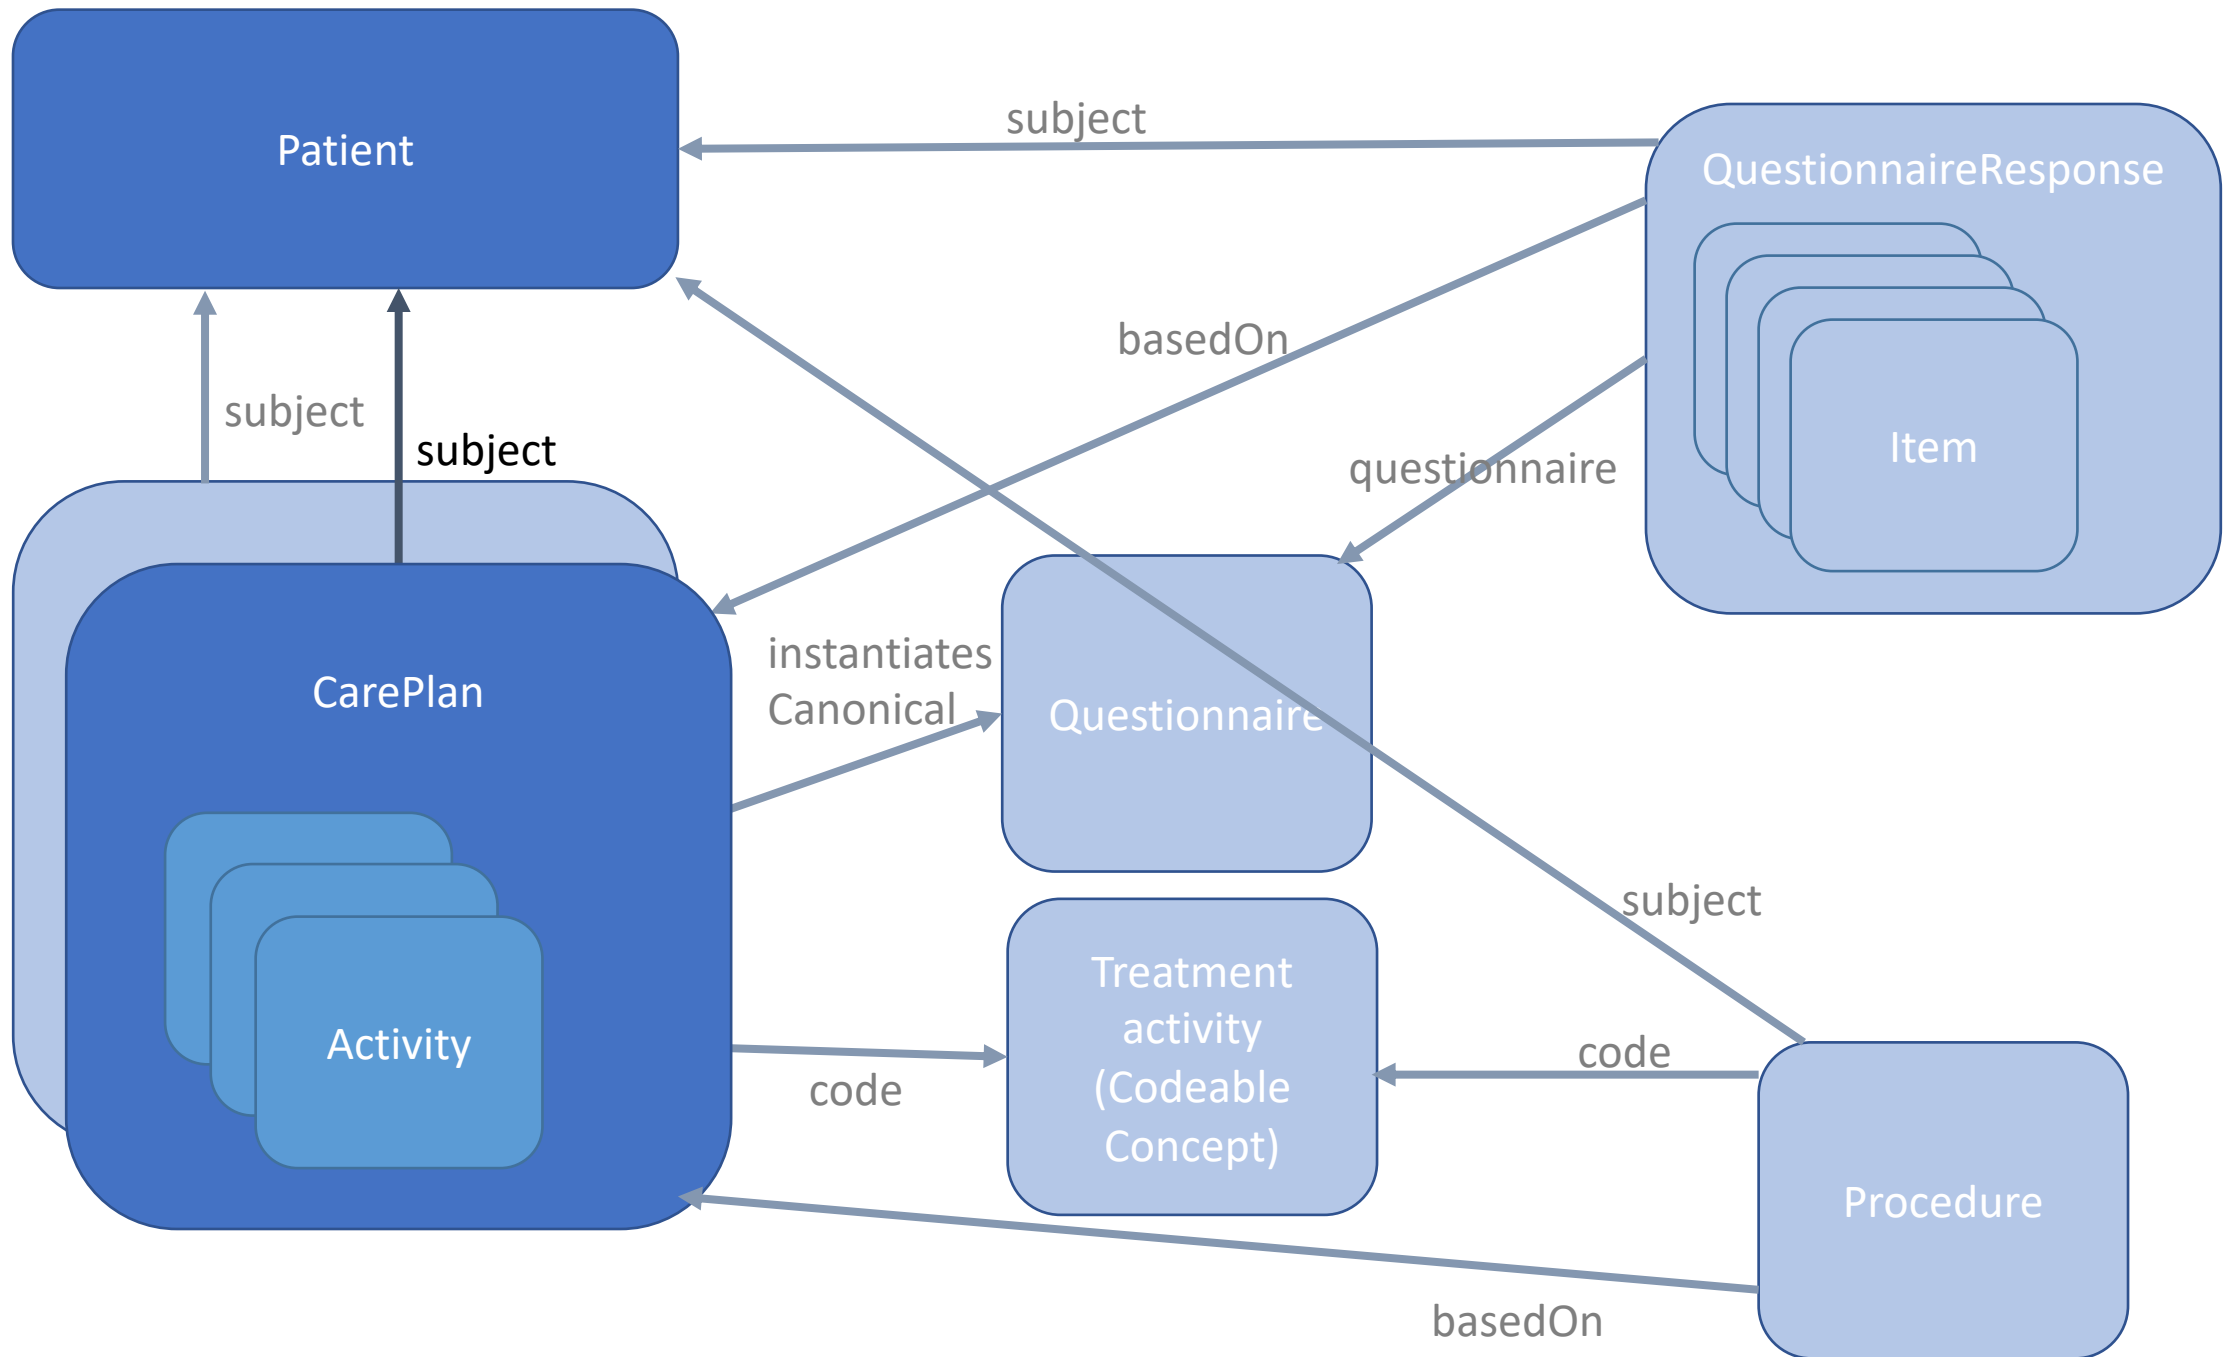 Patient
subject
QuestionnaireResponse
basedOn
subject
subject
questionnaire
Item
instantiates
Canonical
CarePlan
Questionnaire
subject
Treatment
activity
(Codeable
Concept)
Activity
code
code
Procedure
basedOn